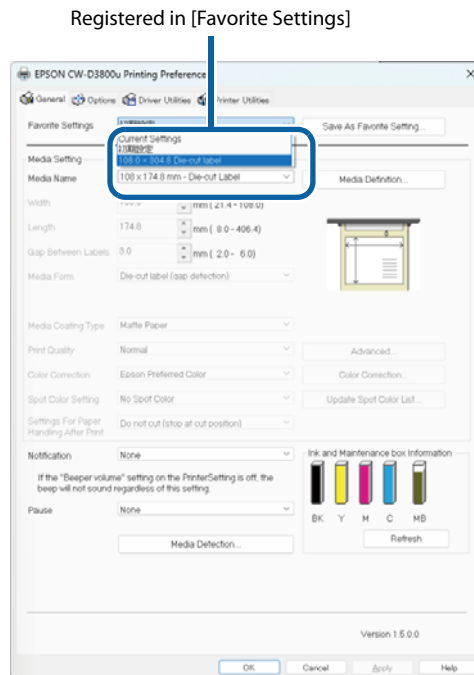 Registered in [Favorite Settings]
EPSON CW-D3800u Printing Preference
General
Options
Driver Utilities
Printer Utilities
Favorite Settings
初期設定
Save As Favorite Setting...
Current Settings
初期設定
108.0 × 304.8 Die-cut label
Media Setting
Media Name
108 x 174.8 mm - Die-cut Label
Media Definition...
Width
mm ( 21.4 - 108.0)
Length
174.8
mm ( 8.0 - 406.4)
Gap Between Labels
3.0
mm ( 2.0 - 6.0)
Media Form
Die-cut label (gap detection)
Media Coating Type
Matte Paper
Print Quality
Normal
Advanced...
Color Correction
Epson Preferred Color
Color Correction...
Spot Color Setting
No Spot Color
Update Spot Color List...
Settings For Paper
Handling After Print
Do not cut (stop at cut position)
Notification
None
Ink and Maintenance box Information
If the "Beeper volume" setting on the PrinterSetting is off, the
beep will not sound regardless of this setting.
Pause
None
BK Y M C MB
Refresh
Media Detection...
Version 1.5.0.0
OK
Cancel
Apply
Help